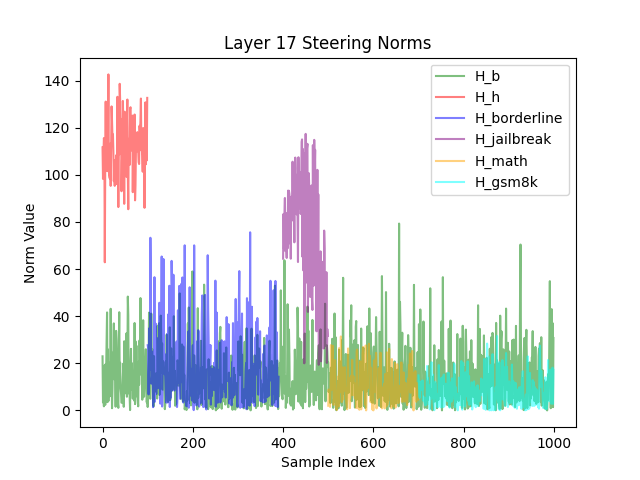 Layer 17 Steering Norms
Norm Value
140
120
100
80
60
40
20
0
H_b
H_h
H_borderline
H_jailbreak
H_math
H_gsm8k
0
200
400
600
800
1000
Sample Index